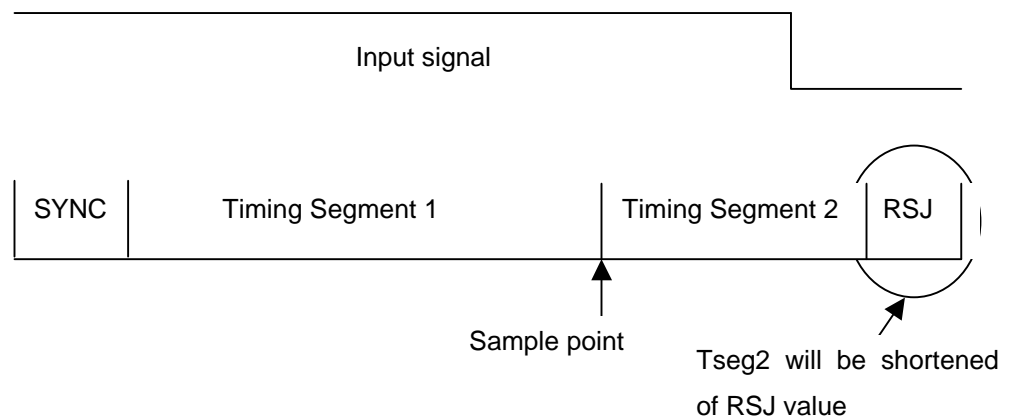 Input signal
SYNC Timing Segment 1 Timing Segment 2 RSJ
Sample point
Tseg2 will be shortened
of RSJ value